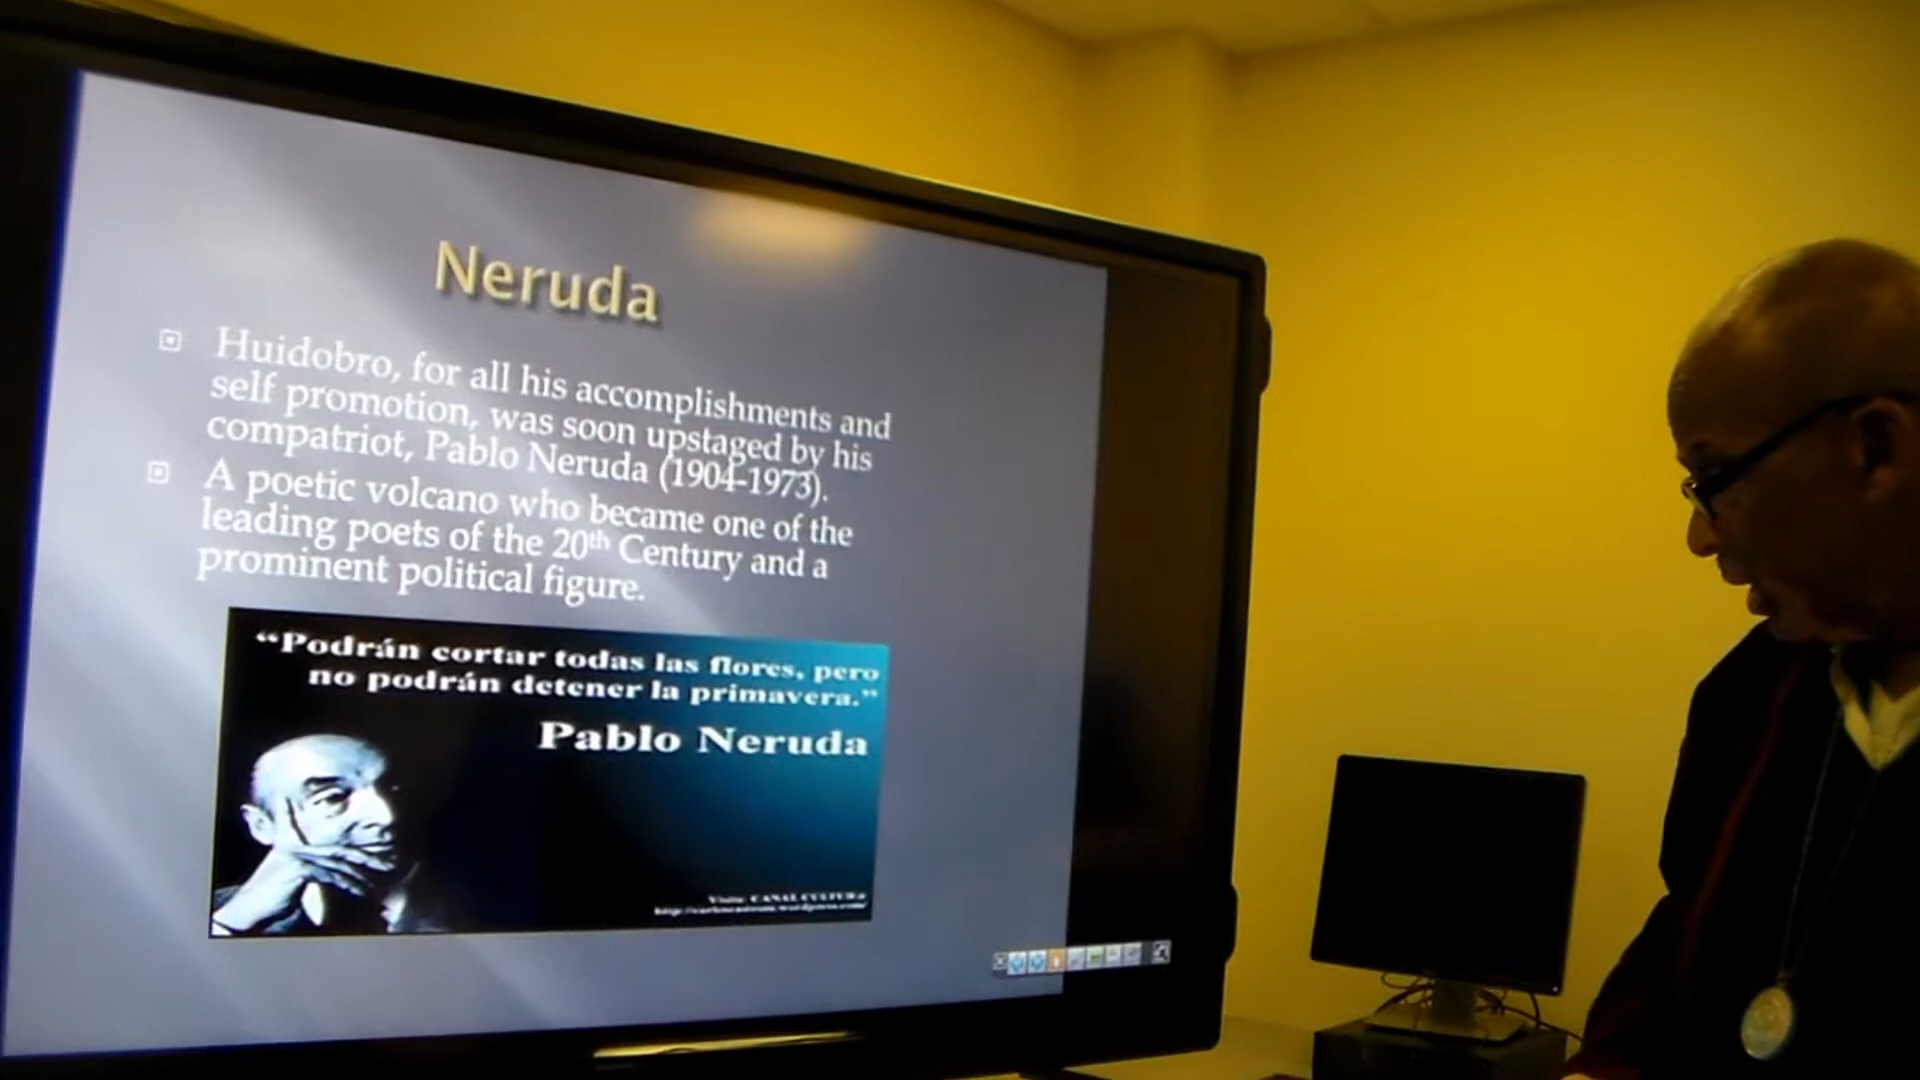 Neruda
Huidobro, for all his accomplishments and
self promotion, was soon upstaged by his
compatriot, Pablo Neruda (1904-1973).
A poetic volcano who became one of the
leading poets of the 20th Century and a
prominent political figure.
“Podrán cortar todas las flores, pero
no podrán detener la primavera.”
Pablo Neruda
CANAL CULTURA